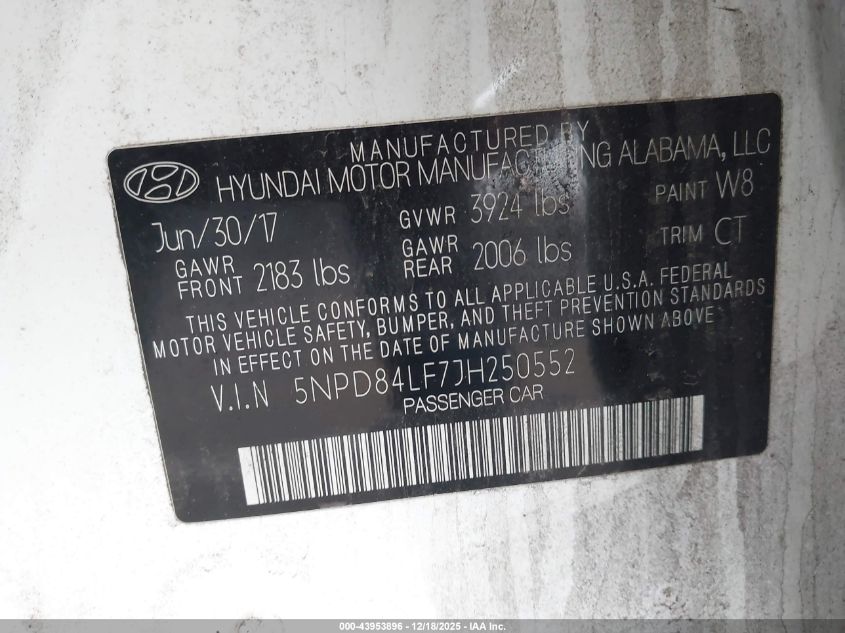 MANUFACTURED BY
HYUNDAI MOTOR MANUFACTURING ALABAMA, LLC
Jun/30/17 GVWR 3924 lbs PAINT W8
GAWR FRONT 2183 lbs GAWR REAR 2006 lbs TRIM CT
THIS VEHICLE CONFORMS TO ALL APPLICABLE U.S.A. FEDERAL
MOTOR VEHICLE SAFETY, BUMPER, AND THEFT PREVENTION STANDARDS
IN EFFECT ON THE DATE OF MANUFACTURE SHOWN ABOVE
V.I.N 5NPD84LF7JH250552
PASSENGER CAR
000-43953896 - 12/18/2025 - IAA Inc.